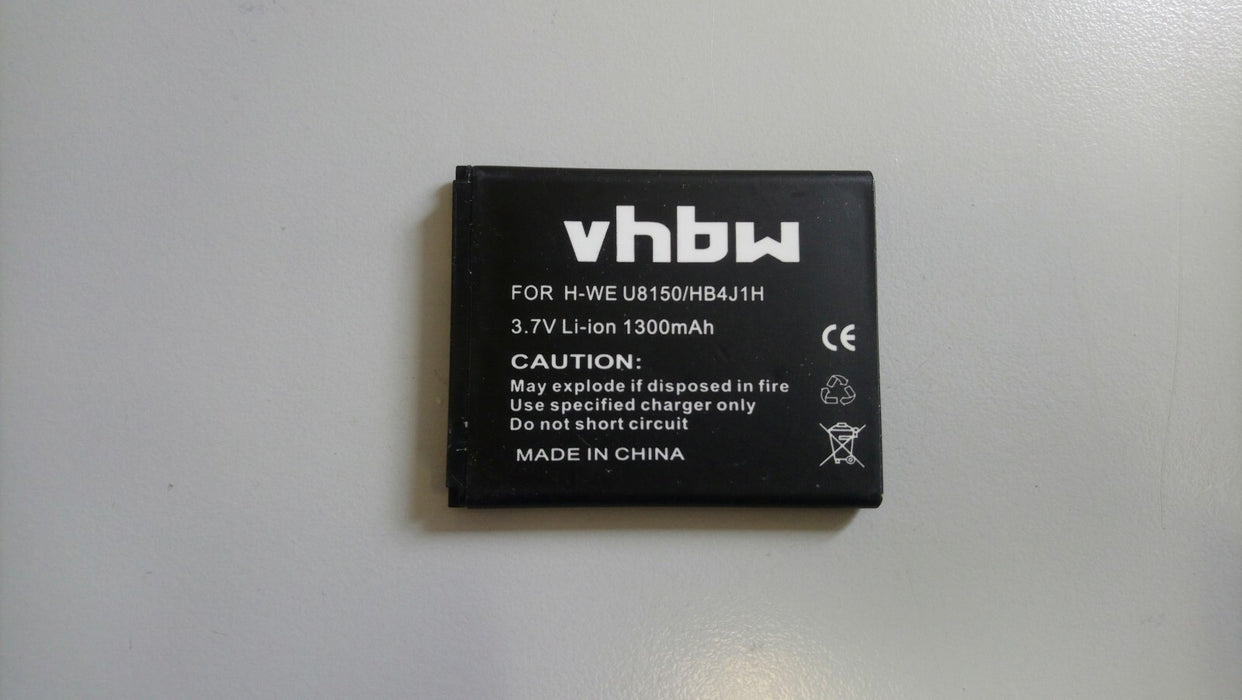 vhbw
FOR H-WE U8150/HB4J1H
3.7V Li-ion 1300mAh
CE
CAUTION:
May explode if disposed in fire
Use specified charger only
Do not short circuit
MADE IN CHINA